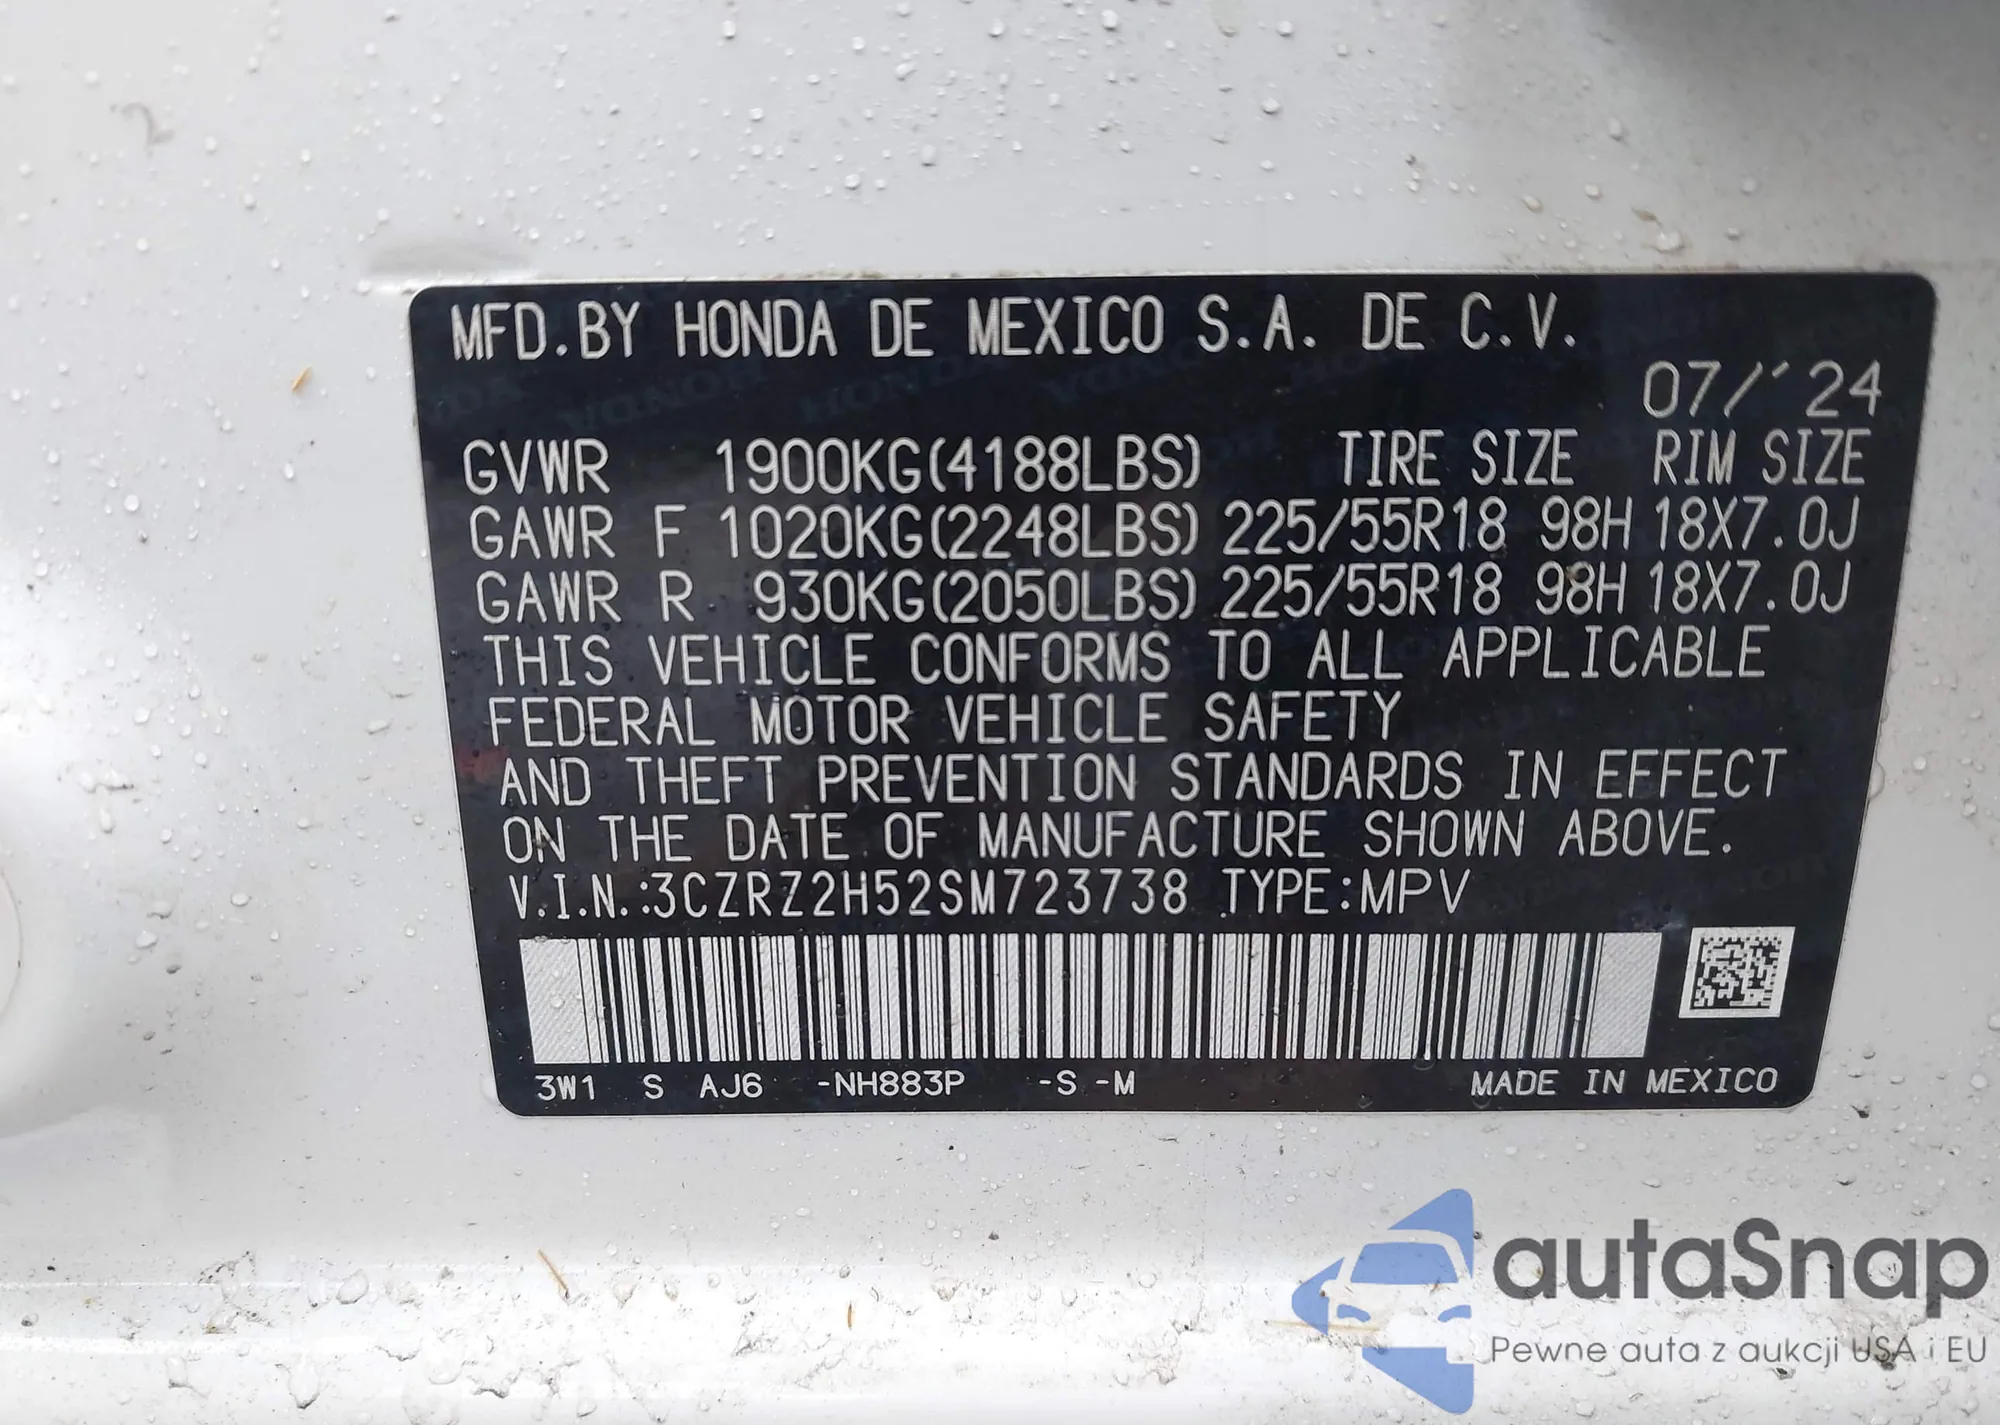 MFD.BY HONDA DE MEXICO S.A. DE C.V.
07/'24
GVWR 1900KG(4188LBS) TIRE SIZE RIM SIZE
GAWR F 1020KG(2248LBS) 225/55R18 98H 18X7.0J
GAWR R 930KG(2050LBS) 225/55R18 98H 18X7.0J
THIS VEHICLE CONFORMS TO ALL APPLICABLE
FEDERAL MOTOR VEHICLE SAFETY
AND THEFT PREVENTION STANDARDS IN EFFECT
ON THE DATE OF MANUFACTURE SHOWN ABOVE.
V.I.N.:3CZRZ2H52SM723738 TYPE:MPV
3W1 S AJ6 -NH883P -S -M MADE IN MEXICO
autaSnap
Pewne auta z aukcji USA i EU